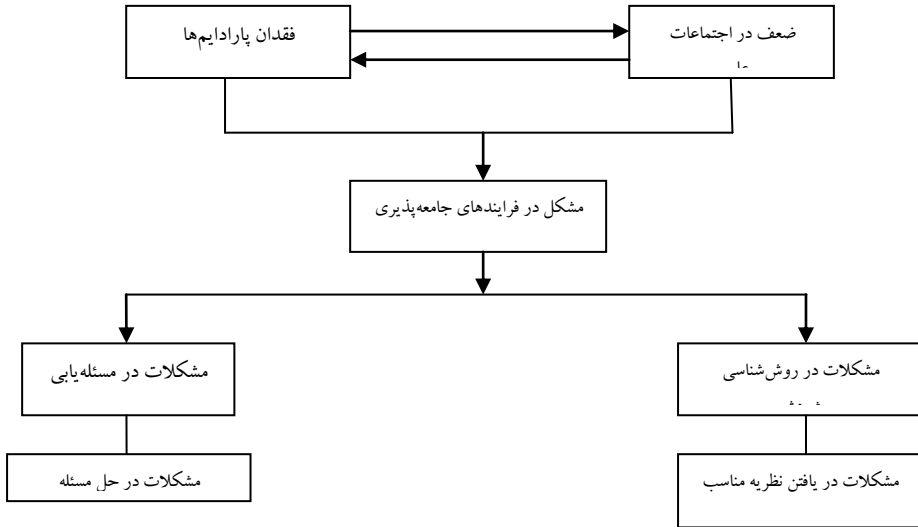 ضعف در اجتماعات
فقدان پارادایم‌ها
مشکل در فرایندهای جامعه‌پذیری
مشکلات در روش‌شناسی
مشکلات در مسئله‌یابی
مشکلات در یافتن نظریه مناسب
مشکلات در حل مسئله